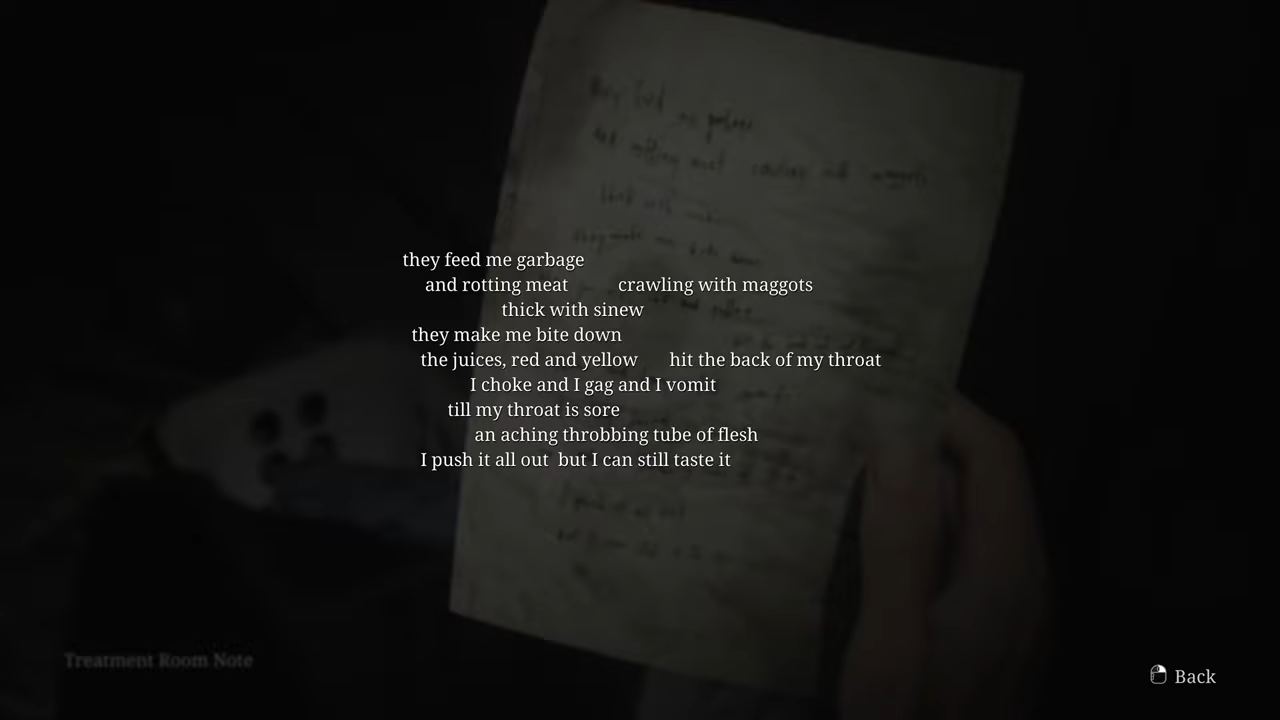 they feed me garbage
and rotting meat crawling with maggots
thick with sinew
they make me bite down
the juices, red and yellow hit the back of my throat
I choke and I gag and I vomit
till my throat is sore
an aching throbbing tube of flesh
I push it all out but I can still taste it
Treatment Room Note
Back